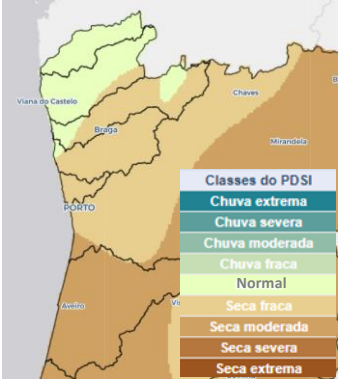 Viana do Castelo
Chaves
B
Braga
Mirandela
PORTO
Aveiro
Vis
Classes do PDSI
Chuva extrema
Chuva severa
Chuva moderada
Chuva fraca
Normal
Seca fraca
Seca moderada
Seca severa
Seca extrema